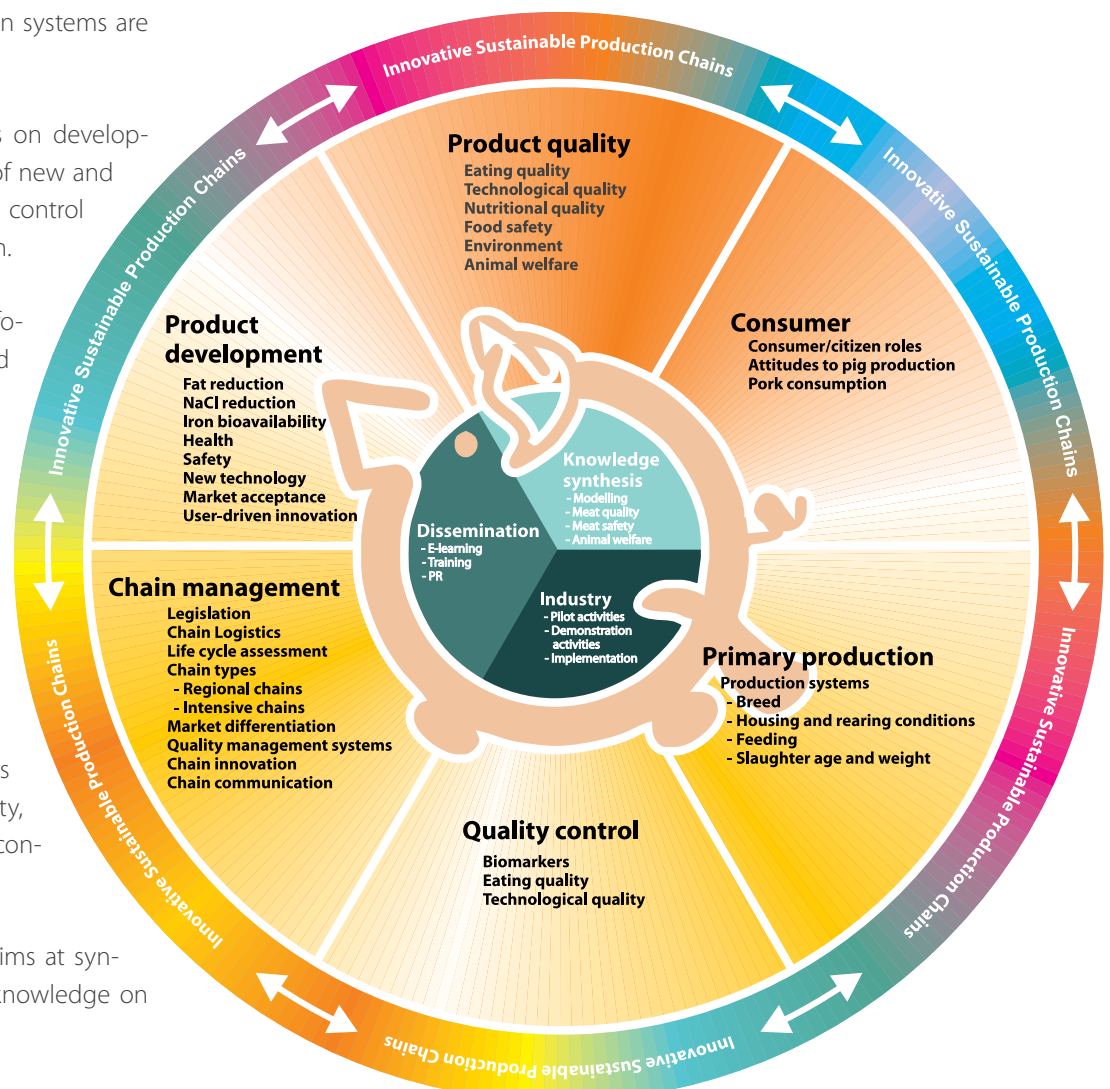 n systems are
s on develop-
of new and
control
n.
fo-
d
s
ty,
con-
ims at syn-
knowledge on
Innovative Sustainable Production Chains
Innovative Sustainable Production Chains
Innovative Sustainable Production Chains
Innovative Sustainable Production Chains
Innovative Sustainable Production Chains
Innovative Sustainable Production Chains
Product quality
Eating quality
Technological quality
Nutritional quality
Food safety
Environment
Animal welfare
Consumer
Consumer/citizen roles
Attitudes to pig production
Pork consumption
Product
development
Fat reduction
NaCl reduction
Iron bioavailability
Health
Safety
New technology
Market acceptance
User-driven innovation
Knowledge
synthesis
- Modelling
- Meat quality
- Meat safety
- Animal welfare
Dissemination
- E-learning
- Training
- PR
Industry
- Pilot activities
- Demonstration
activities
- Implementation
Chain management
Legislation
Chain Logistics
Life cycle assessment
Chain types
- Regional chains
- Intensive chains
Market differentiation
Quality management systems
Chain innovation
Chain communication
Primary production
Production systems
- Breed
- Housing and rearing conditions
- Feeding
- Slaughter age and weight
Quality control
Biomarkers
Eating quality
Technological quality